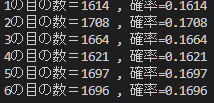 1の目の数＝1614 , 確率=0.1614
2の目の数＝1708 , 確率=0.1708
3の目の数＝1664 , 確率=0.1664
4の目の数＝1621 , 確率=0.1621
5の目の数＝1697 , 確率=0.1697
6の目の数＝1696 , 確率=0.1696